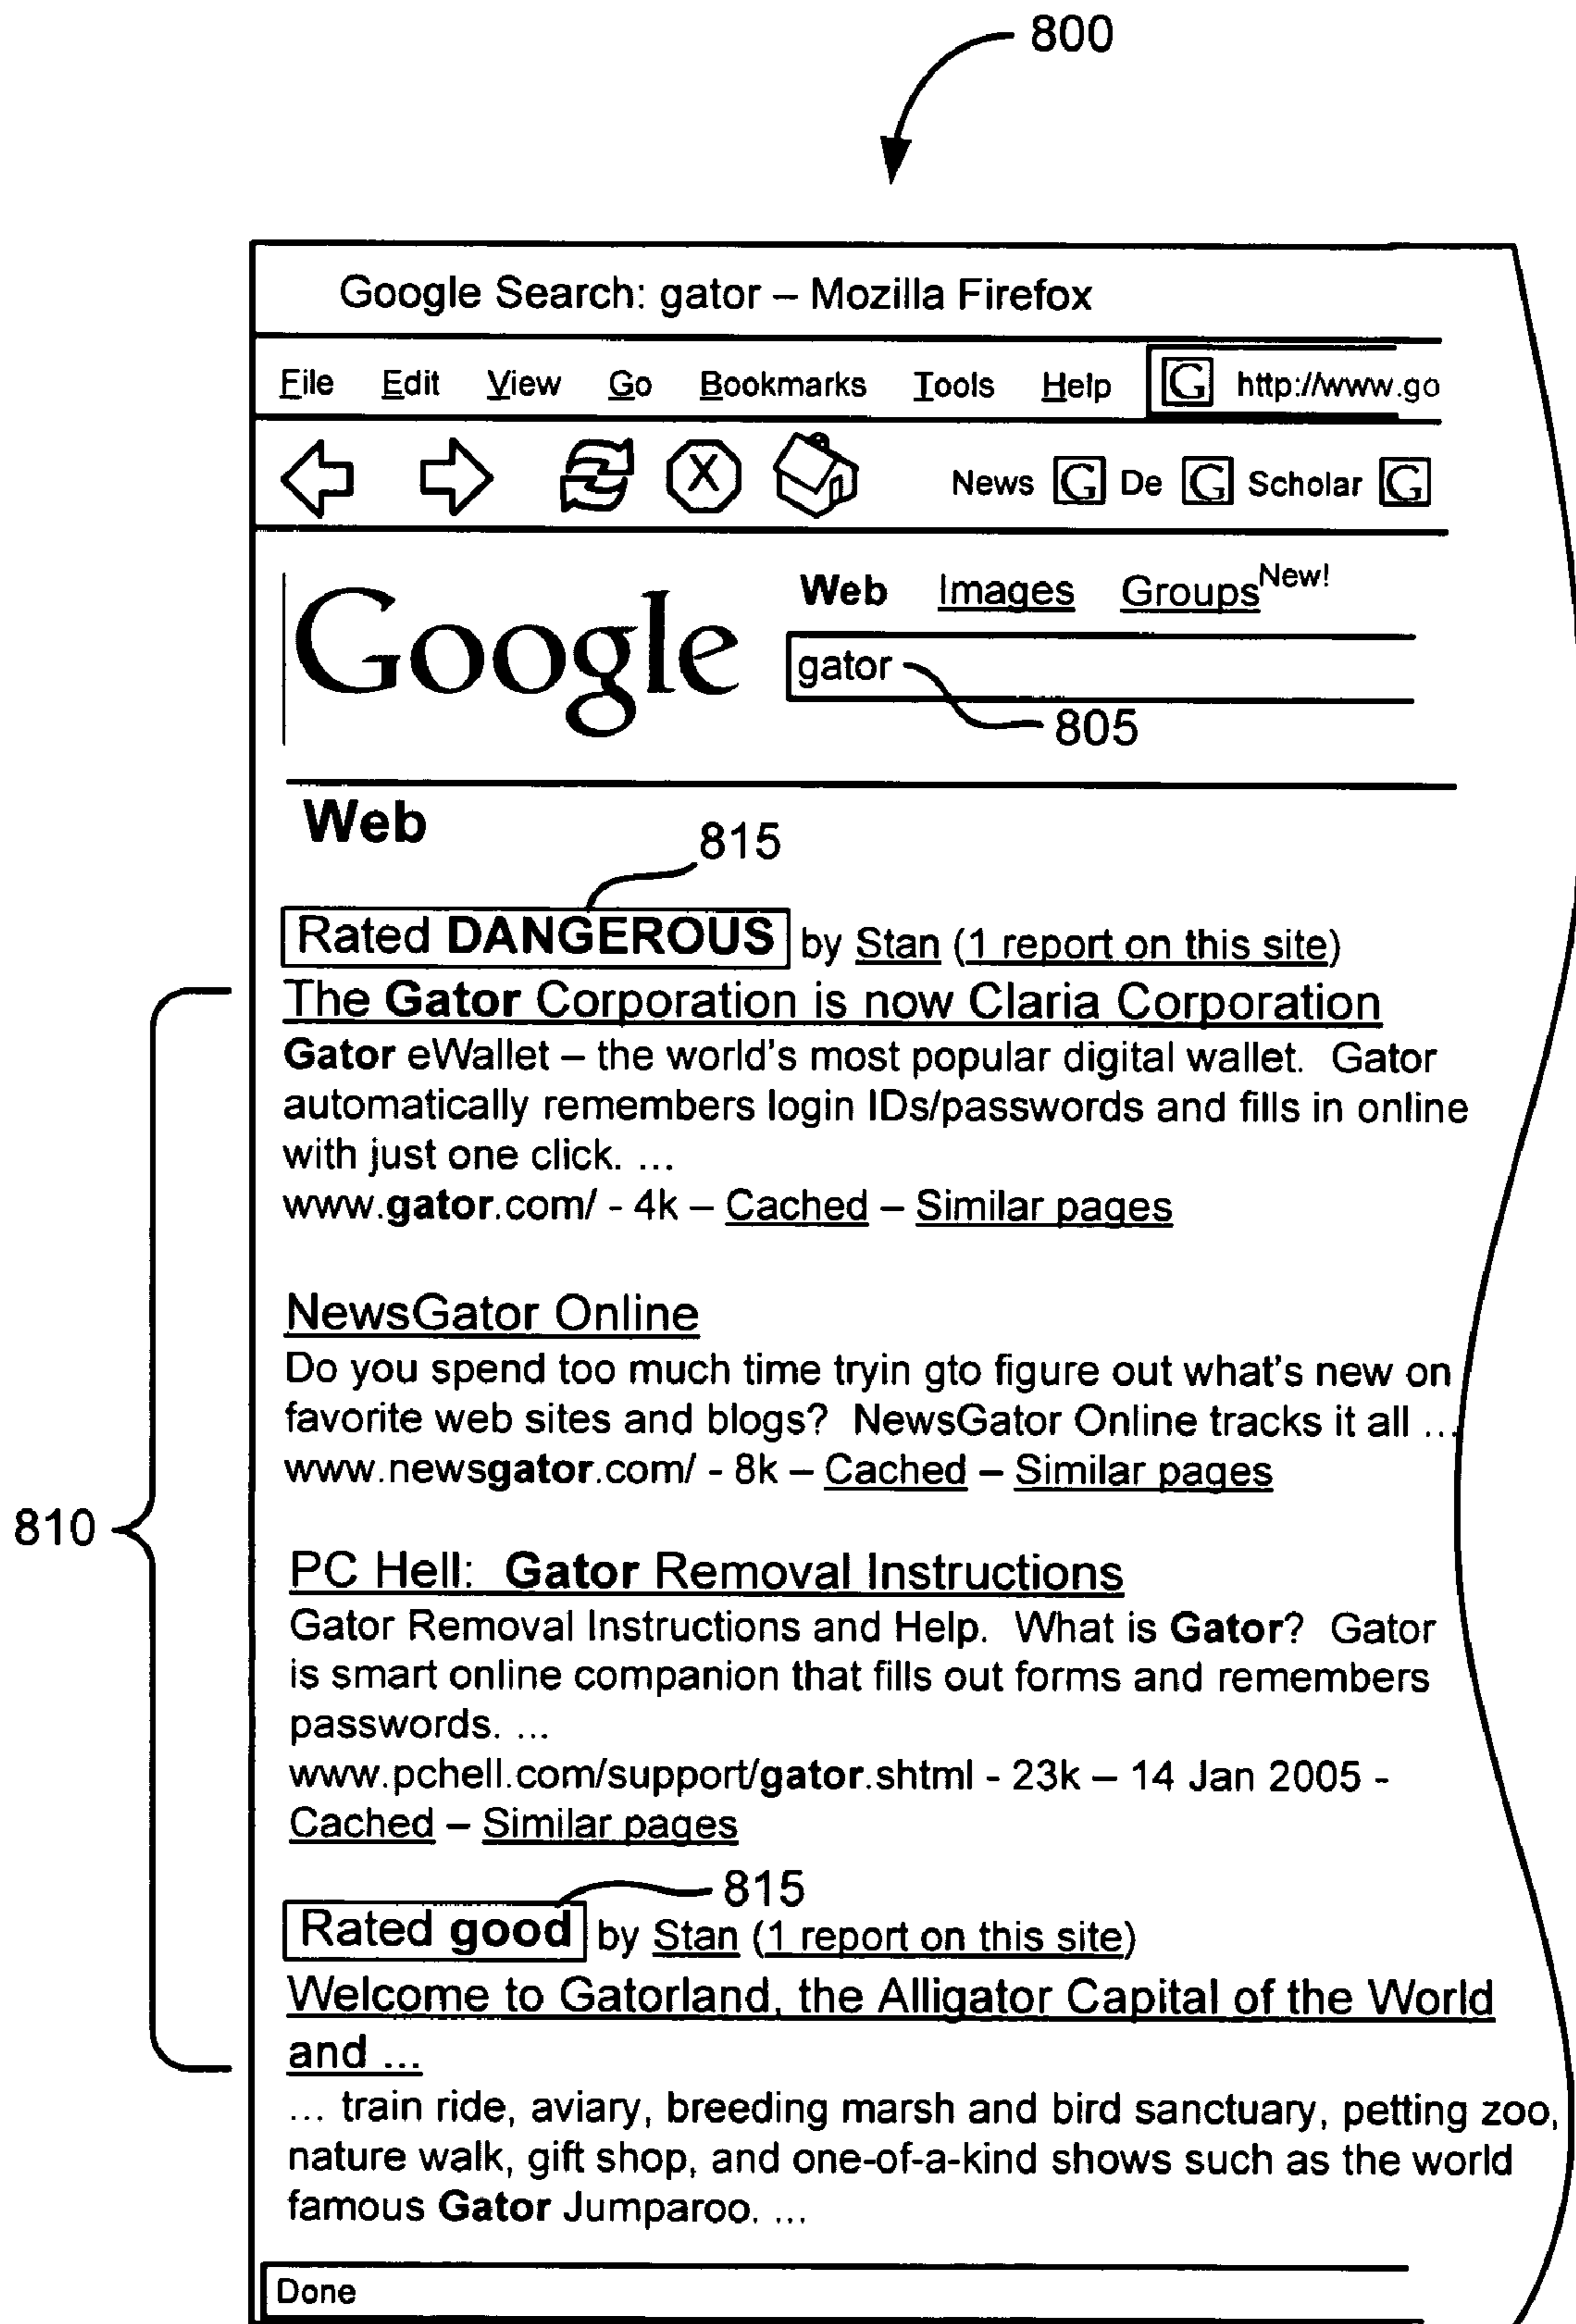 800
Google Search: gator – Mozilla Firefox
File Edit View Go Bookmarks Tools Help G http://www.go
X News G De G Scholar G
Google
Web Images Groups New!
gator
805
Web
815
Rated DANGEROUS by Stan (1 report on this site)
The Gator Corporation is now Claria Corporation
Gator eWallet – the world's most popular digital wallet. Gator
automatically remembers login IDs/passwords and fills in online
with just one click. ...
www.gator.com/ - 4k – Cached – Similar pages
NewsGator Online
Do you spend too much time tryin gto figure out what's new on
favorite web sites and blogs? NewsGator Online tracks it all ...
www.newsgator.com/ - 8k – Cached – Similar pages
810
PC Hell: Gator Removal Instructions
Gator Removal Instructions and Help. What is Gator? Gator
is smart online companion that fills out forms and remembers
passwords. ...
www.pchell.com/support/gator.shtml - 23k – 14 Jan 2005 -
Cached – Similar pages
815
Rated good by Stan (1 report on this site)
Welcome to Gatorland, the Alligator Capital of the World
and ...
... train ride, aviary, breeding marsh and bird sanctuary, petting zoo,
nature walk, gift shop, and one-of-a-kind shows such as the world
famous Gator Jumparoo. ...
Done